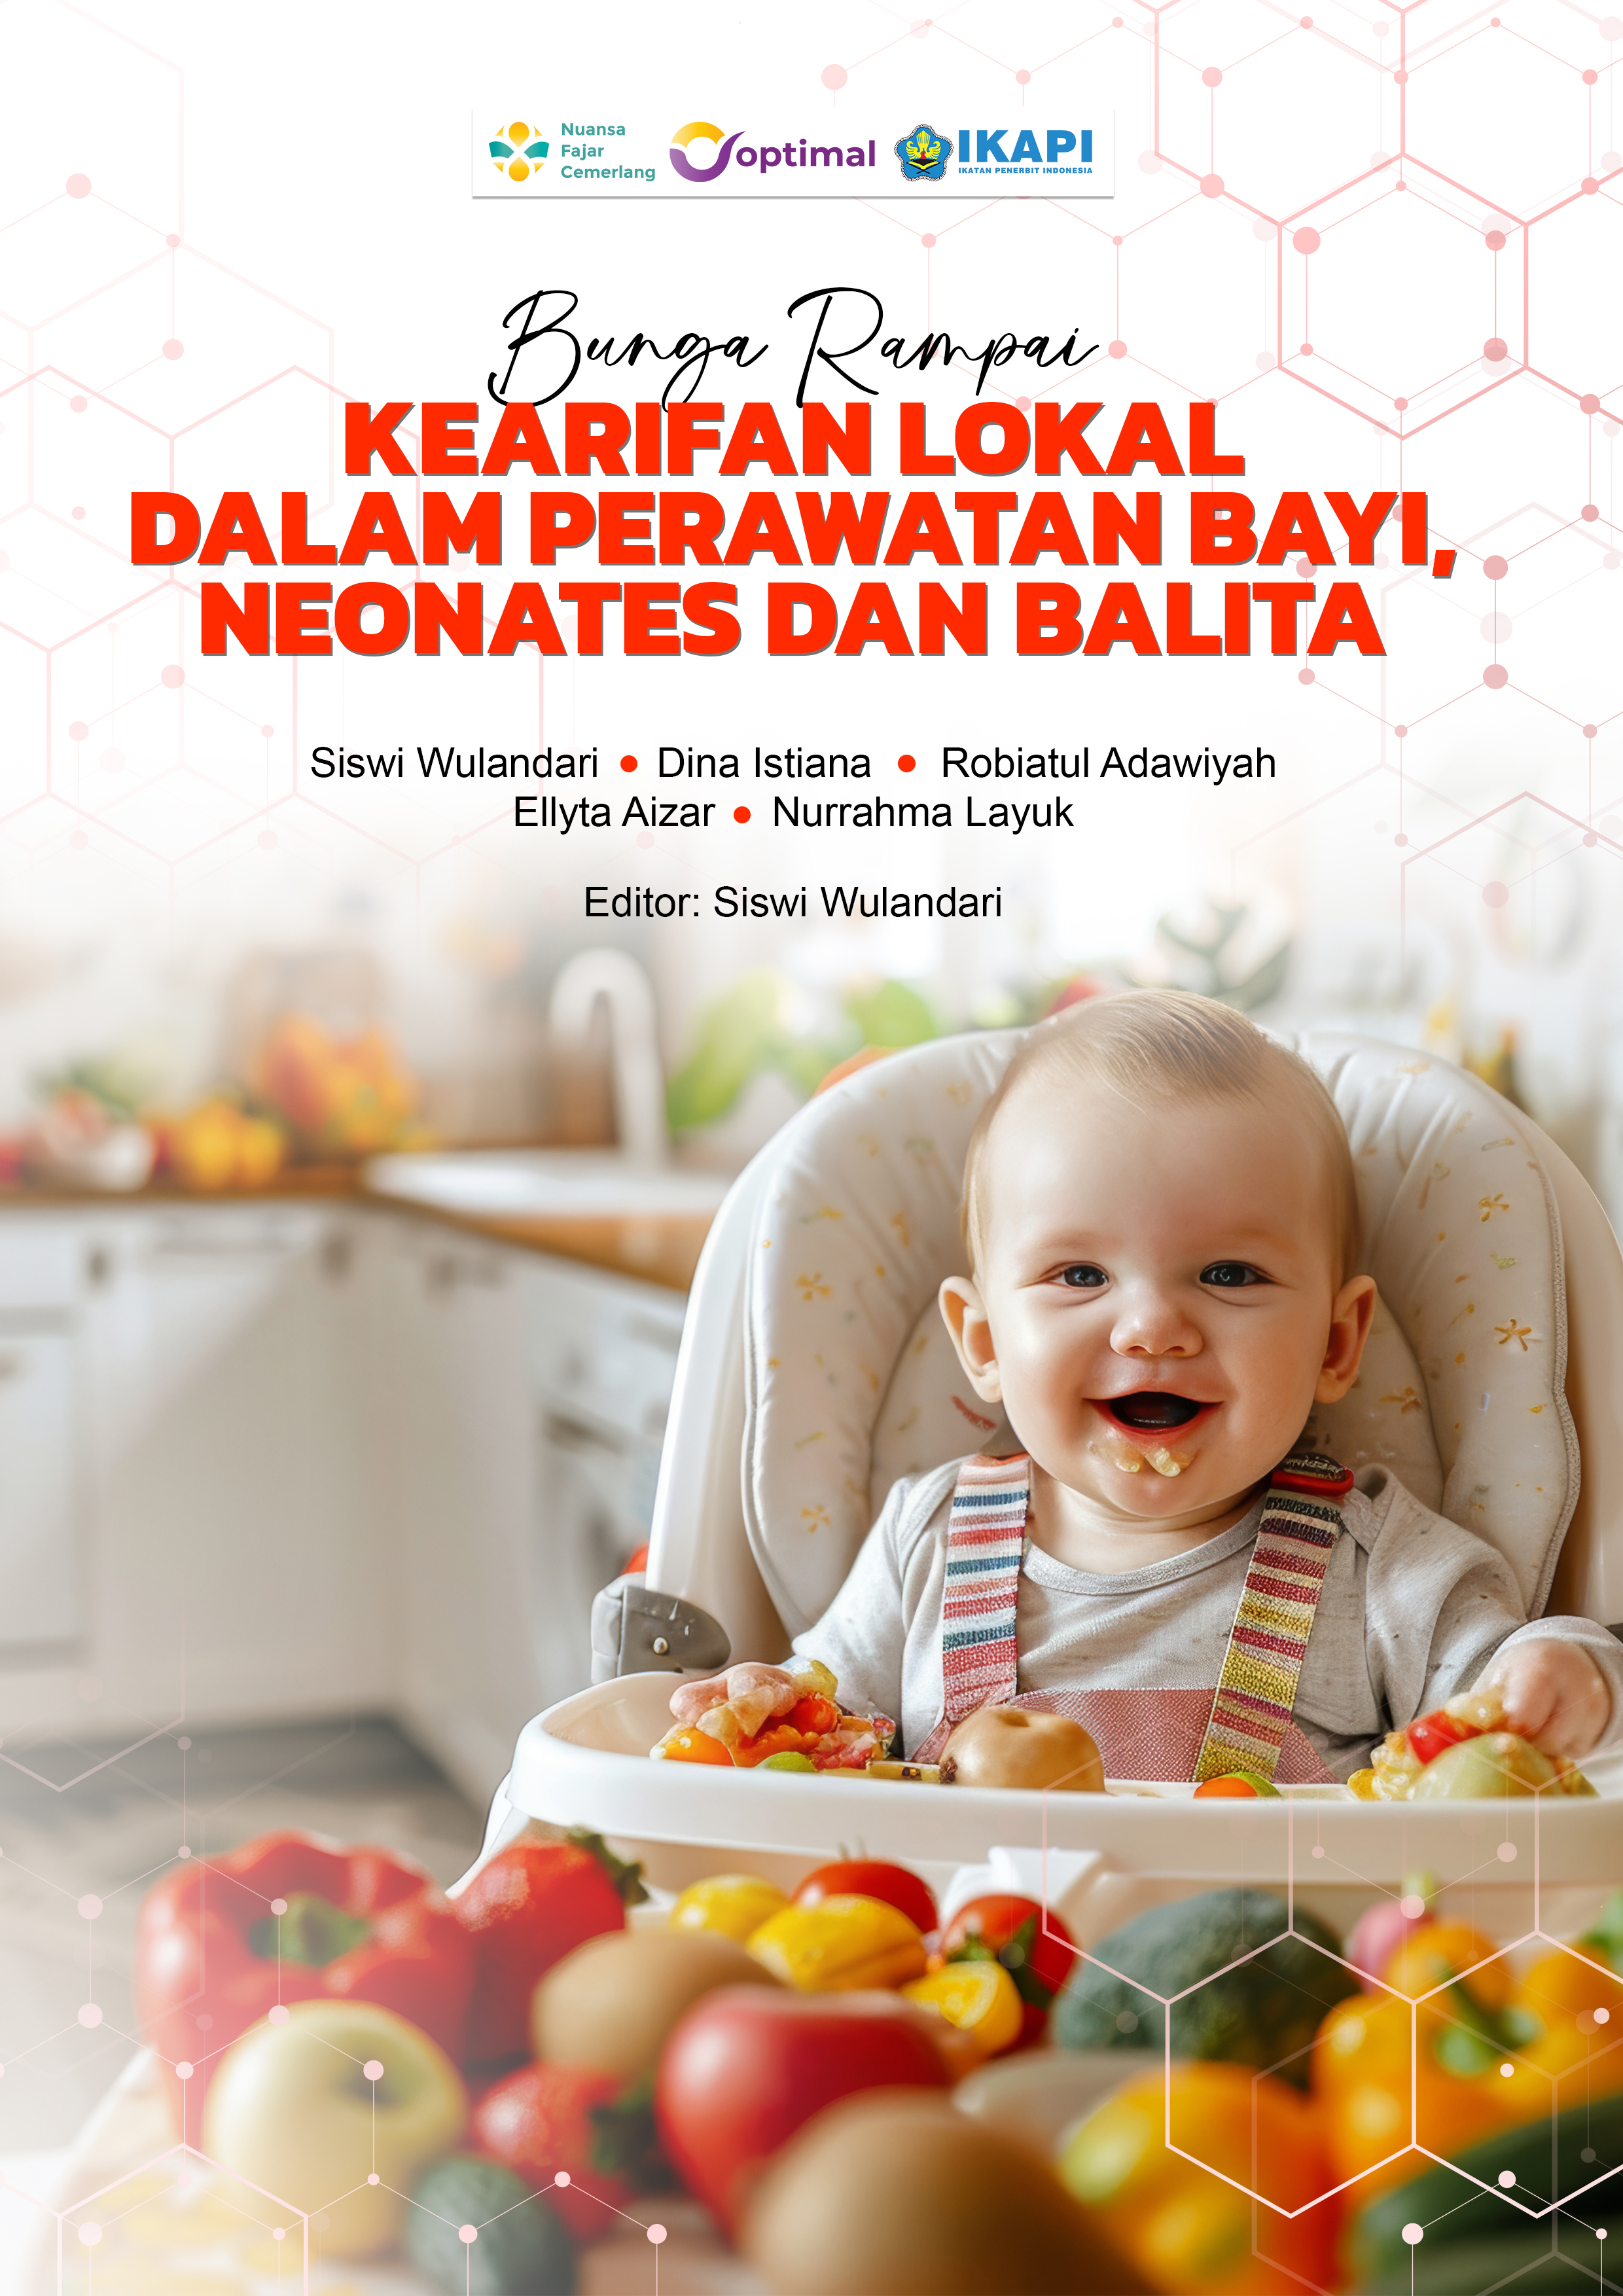 Nuansa
Fajar
Cemerlang
optimal
IKAPI
IKATAN PENERBIT INDONESIA
Bunga Rampai
KEARIFAN LOKAL
DALAM PERAWATAN BAYI,
NEONATES DAN BALITA
Siswi Wulandari • Dina Istiana • Robiatul Adawiyah
Ellyta Aizar • Nurrahma Layuk
Editor: Siswi Wulandari